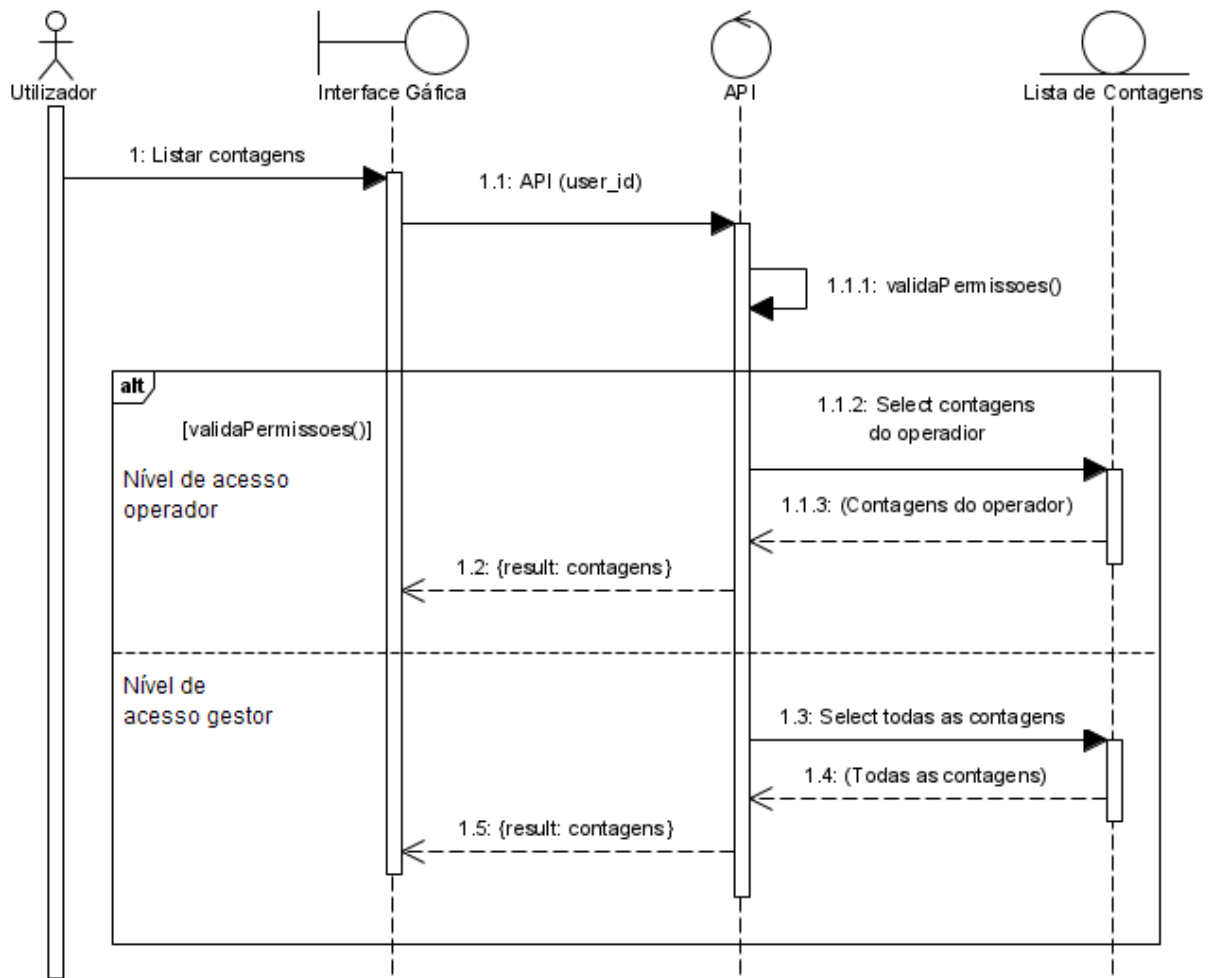 Utilizador
Interface Gáfica
API
Lista de Contagens
1: Listar contagens
1.1: API (user_id)
1.1.1: validaPermissoes()
alt
[validaPermissoes()]
Nível de acesso
operador
1.1.2: Select contagens
do operadior
1.1.3: (Contagens do operador)
1.2: {result: contagens}
Nível de
acesso gestor
1.3: Select todas as contagens
1.4: (Todas as contagens)
1.5: {result: contagens}